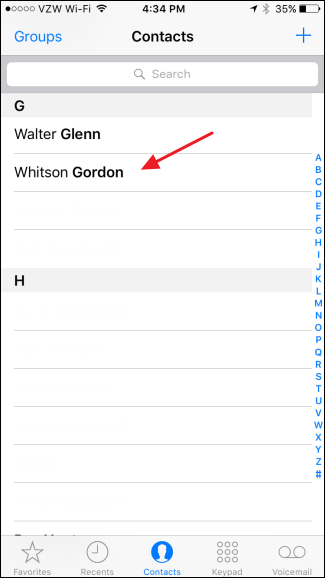 VZW Wi-Fi 4:34 PM 35%
Groups Contacts +
Search
G
Walter Glenn
Whitson Gordon
H
A
B
C
D
E
F
G
H
I
J
K
L
M
N
O
P
Q
R
S
T
U
V
W
X
Y
Z
#
Favorites Recents Contacts Keypad Voicemail